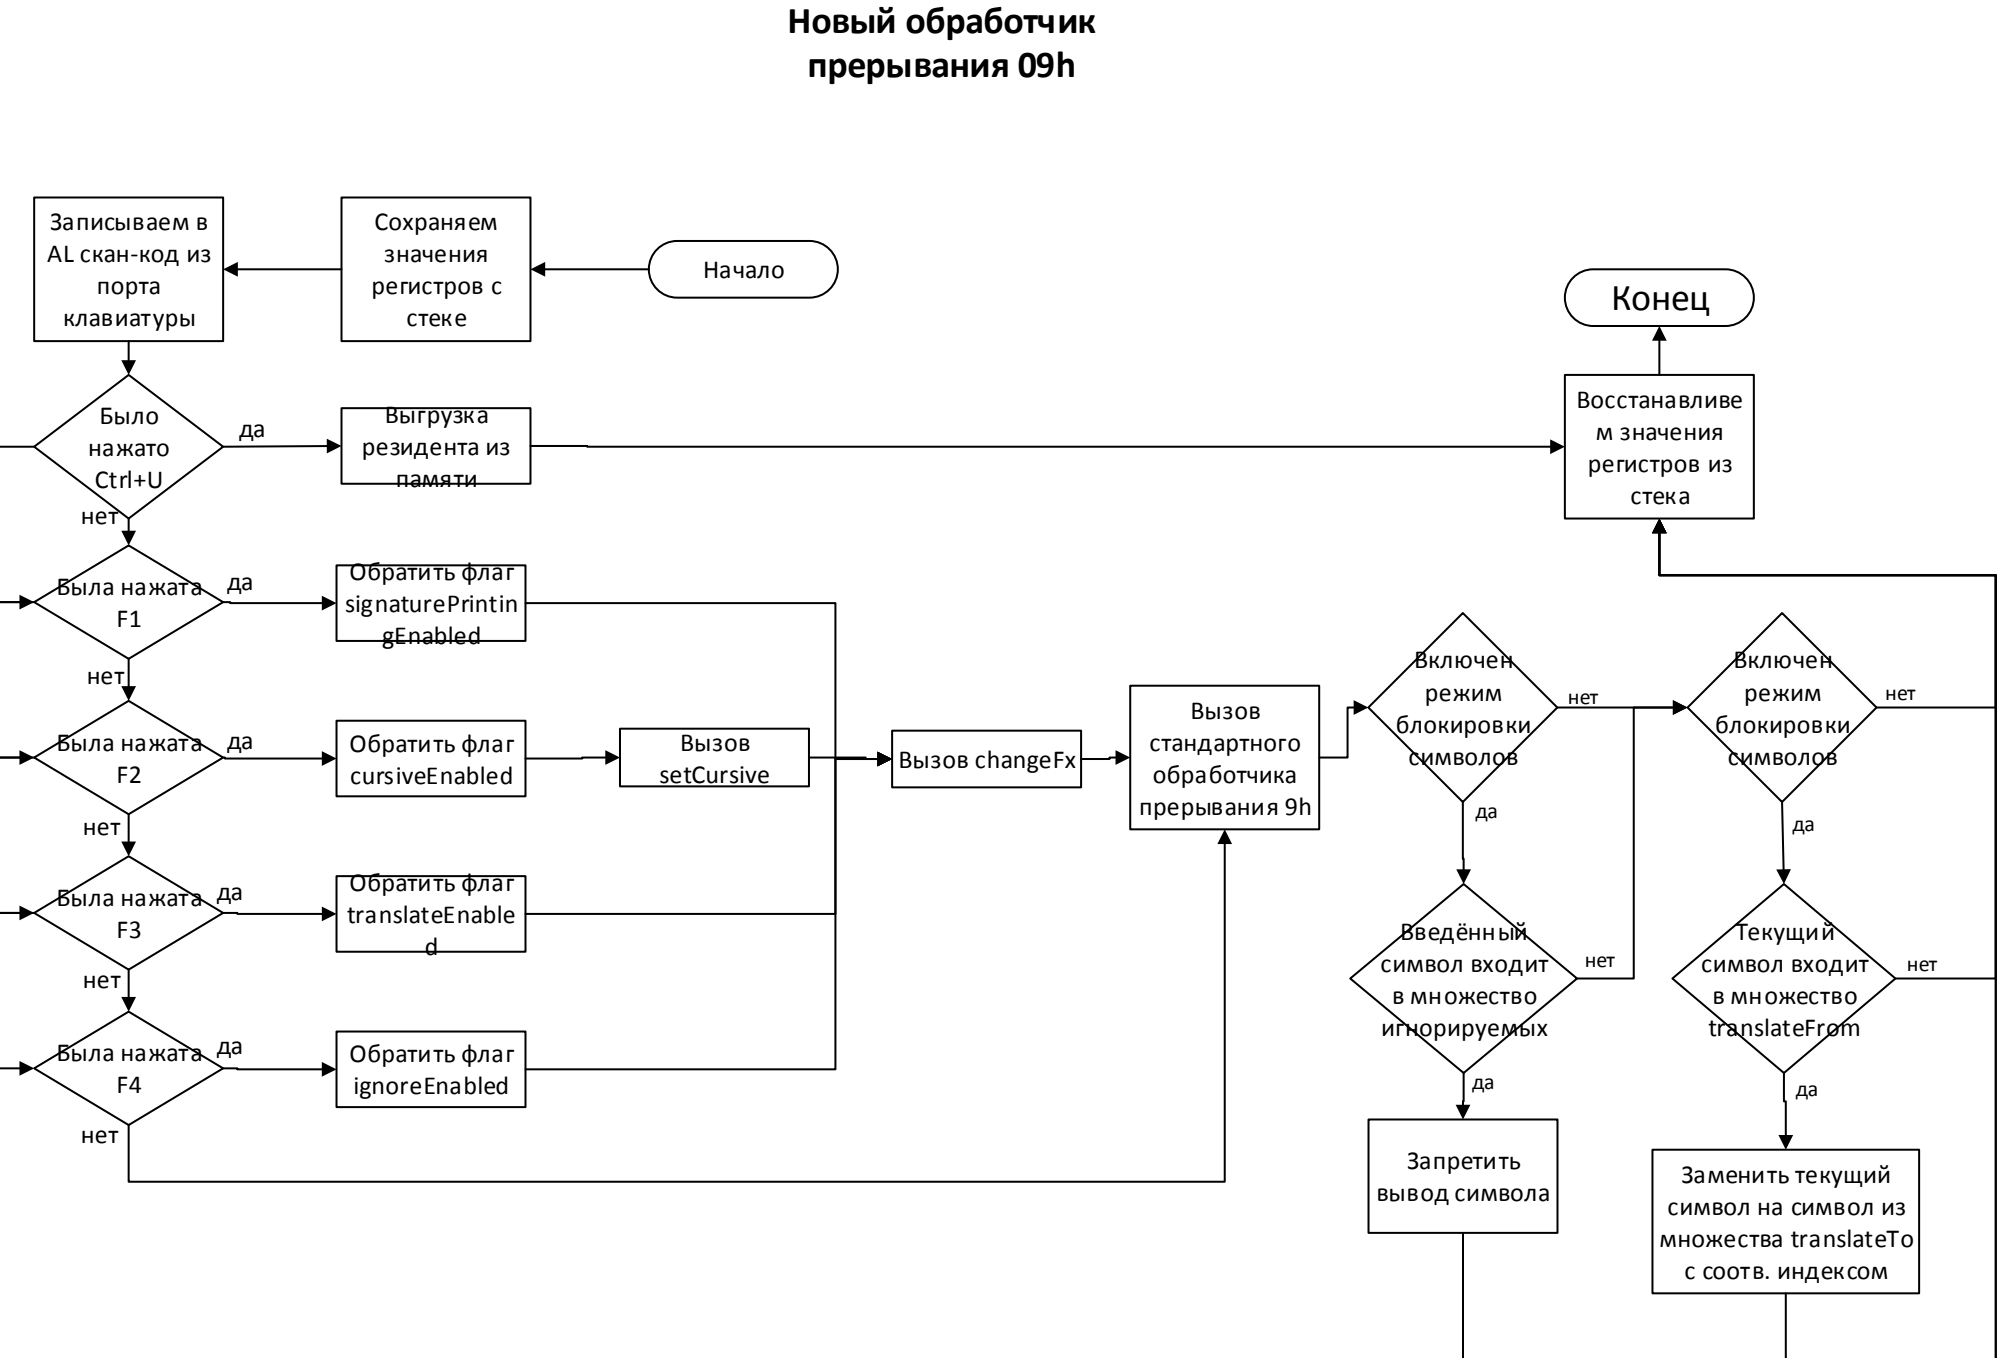 Новый обработчик
прерывания 09h
Записываем в
AL скан-код из
порта
клавиатуры
Сохраняем
значения
регистров с
стеке
Начало
Конец
Было
нажато
Ctrl+U
да
нет
Выгрузка
резидента из
памяти
Восстанавливае
м значения
регистров из
стека
Была нажата
F1
да
нет
Обратить флаг
signaturePrintin
gEnabled
Была нажата
F2
да
нет
Обратить флаг
cursiveEnabled
Вызов
setCursive
Вызов changeFx
Вызов
стандартного
обработчика
прерывания 9h
Включен
режим
блокировки
символов
нет
да
Включен
режим
блокировки
символов
нет
да
Была нажата
F3
да
нет
Обратить флаг
translateEnable
d
Введённый
символ входит
в множество
игнорируемых
нет
да
Текущий
символ входит
в множество
translateFrom
нет
да
Была нажата
F4
да
нет
Обратить флаг
ignoreEnabled
Запретить
вывод символа
Заменить текущий
символ на символ из
множества translateTo
с соотв. индексом